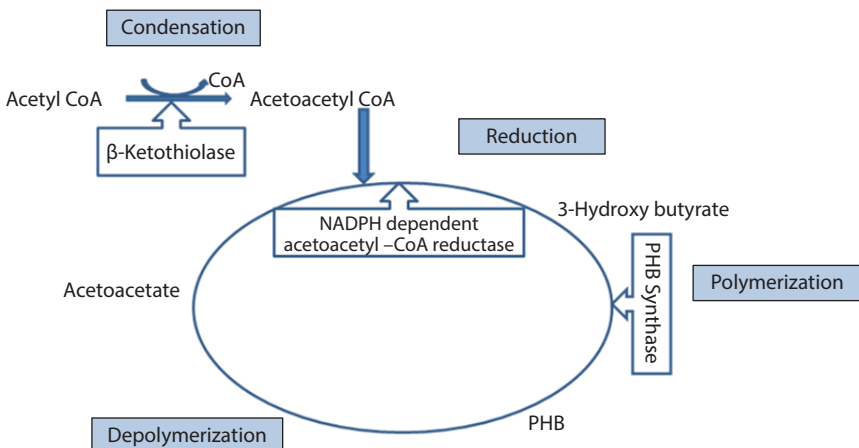 Condensation
CoA
Acetyl CoA
Acetoacetyl CoA
β-Ketothiolase
Reduction
3-Hydroxy butyrate
NADPH dependent
acetoacetyl –CoA reductase
PHB Synthase
Polymerization
Acetoacetate
PHB
Depolymerization